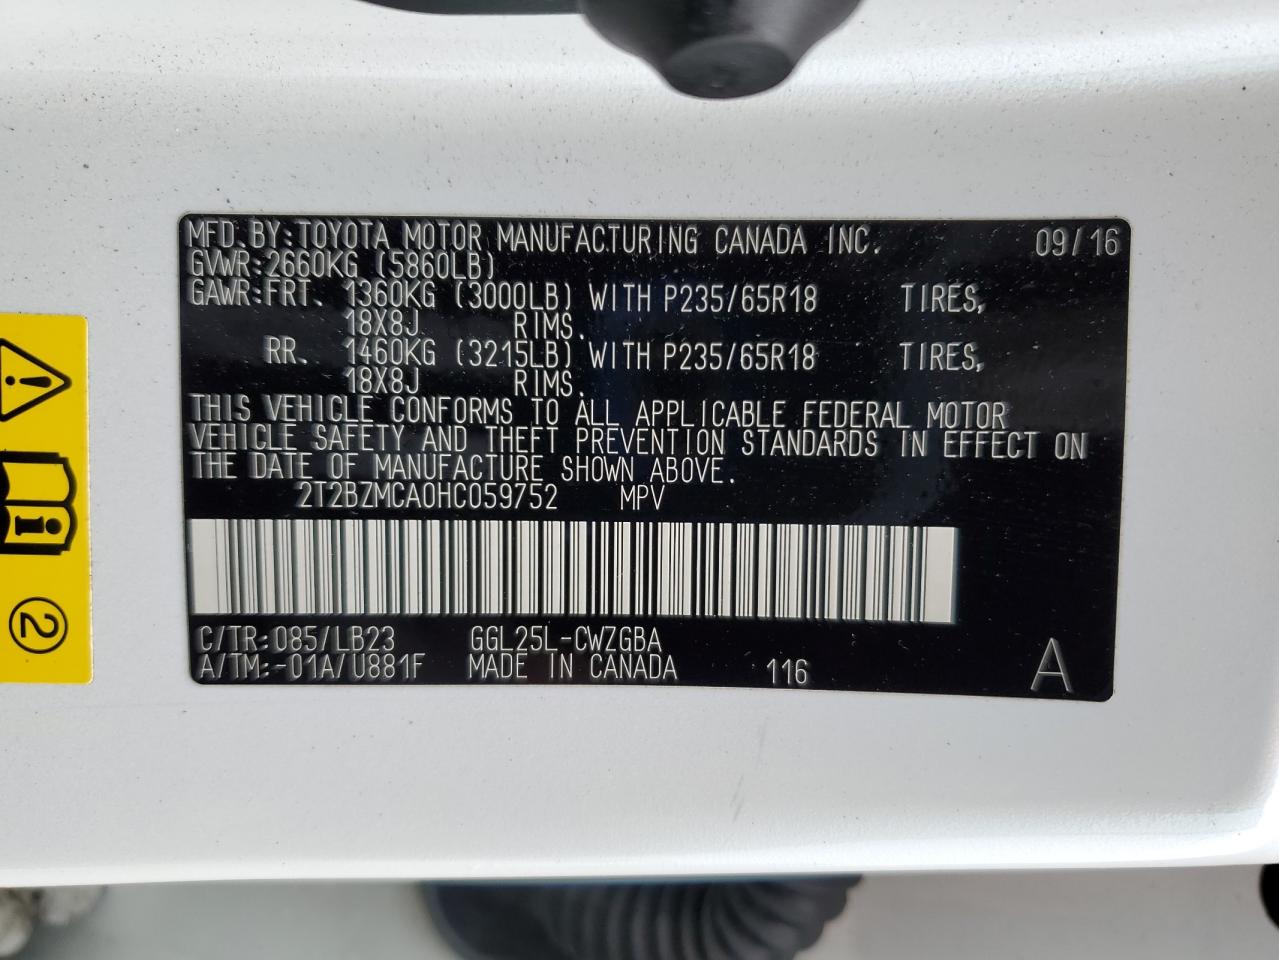 MFD.BY:TOYOTA MOTOR MANUFACTURING CANADA INC. 09/16
GVWR:2660KG (5860LB)
GAWR:FRT. 1360KG (3000LB) WITH P235/65R18 TIRES,
18X8J RIMS.
RR. 1460KG (3215LB) WITH P235/65R18 TIRES,
18X8J RIMS.
THIS VEHICLE CONFORMS TO ALL APPLICABLE FEDERAL MOTOR
VEHICLE SAFETY AND THEFT PREVENTION STANDARDS IN EFFECT ON
THE DATE OF MANUFACTURE SHOWN ABOVE.
2T2BZMCA0HC059752 MPV
C/TR:085/LB23 GGL25L-CWZGBA
A/TM:-01A/U881F MADE IN CANADA 116 A
2